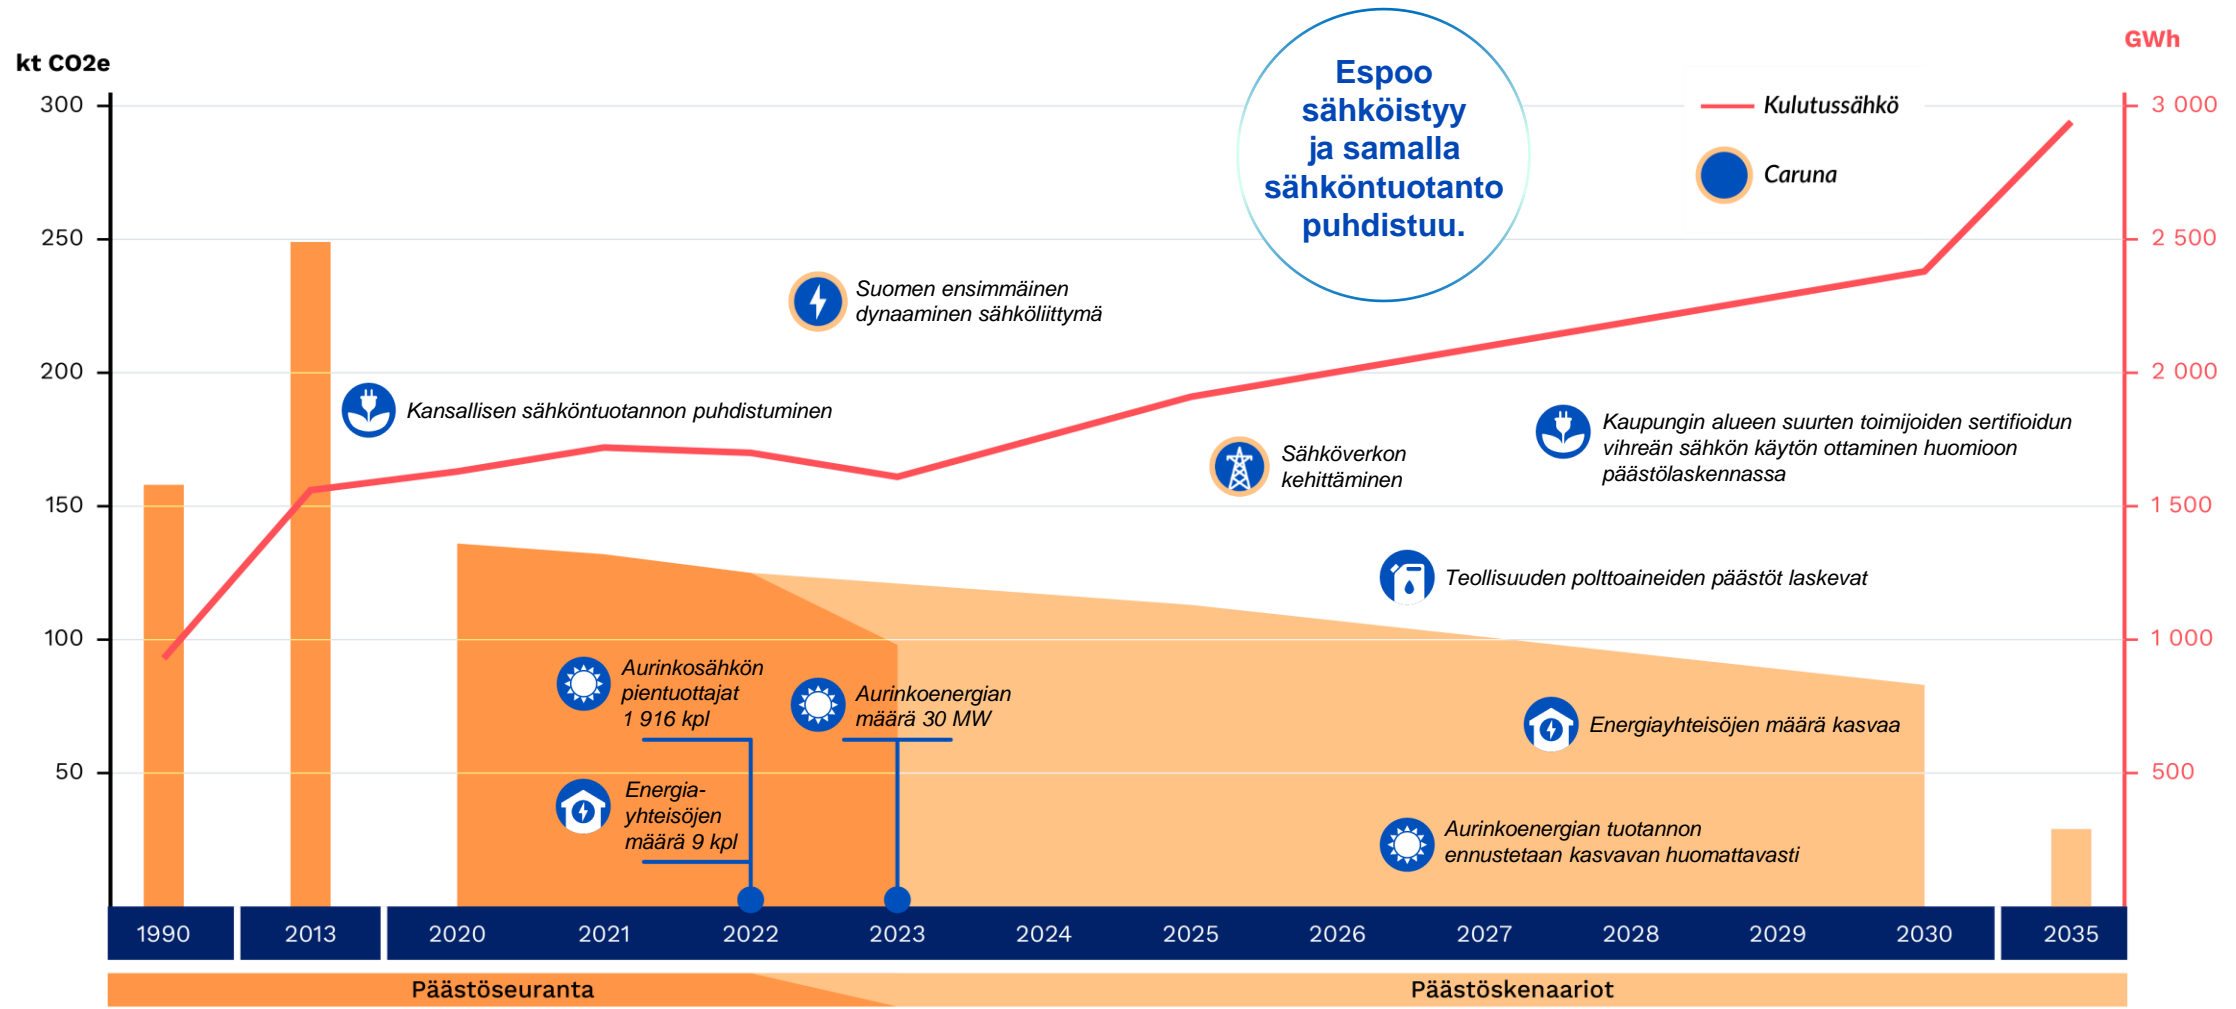 kt CO2e
GWh
300
250
200
150
100
50
3 000
2 500
2 000
1 500
1 000
500
Espoo
sähköistyy
ja samalla
sähköntuotanto
puhdistuu.
Kulutussähkö
Caruna
Suomen ensimmäinen
dynaaminen sähköliittymä
Kansallisen sähköntuotannon puhdistuminen
Sähköverkon
kehittäminen
Kaupungin alueen suurten toimijoiden sertifioidun
vihreän sähkön käytön ottaminen huomioon
päästölaskennassa
Teollisuuden polttoaineiden päästöt laskevat
Aurinkosähkön
pientuottajat
1 916 kpl
Aurinkoenergian
määrä 30 MW
Energia-
yhteisöjen
määrä 9 kpl
Energiayhteisöjen määrä kasvaa
Aurinkoenergian tuotannon
ennustetaan kasvavan huomattavasti
1990
2013
2020
2021
2022
2023
2024
2025
2026
2027
2028
2029
2030
2035
Päästöseuranta
Päästöskenaariot